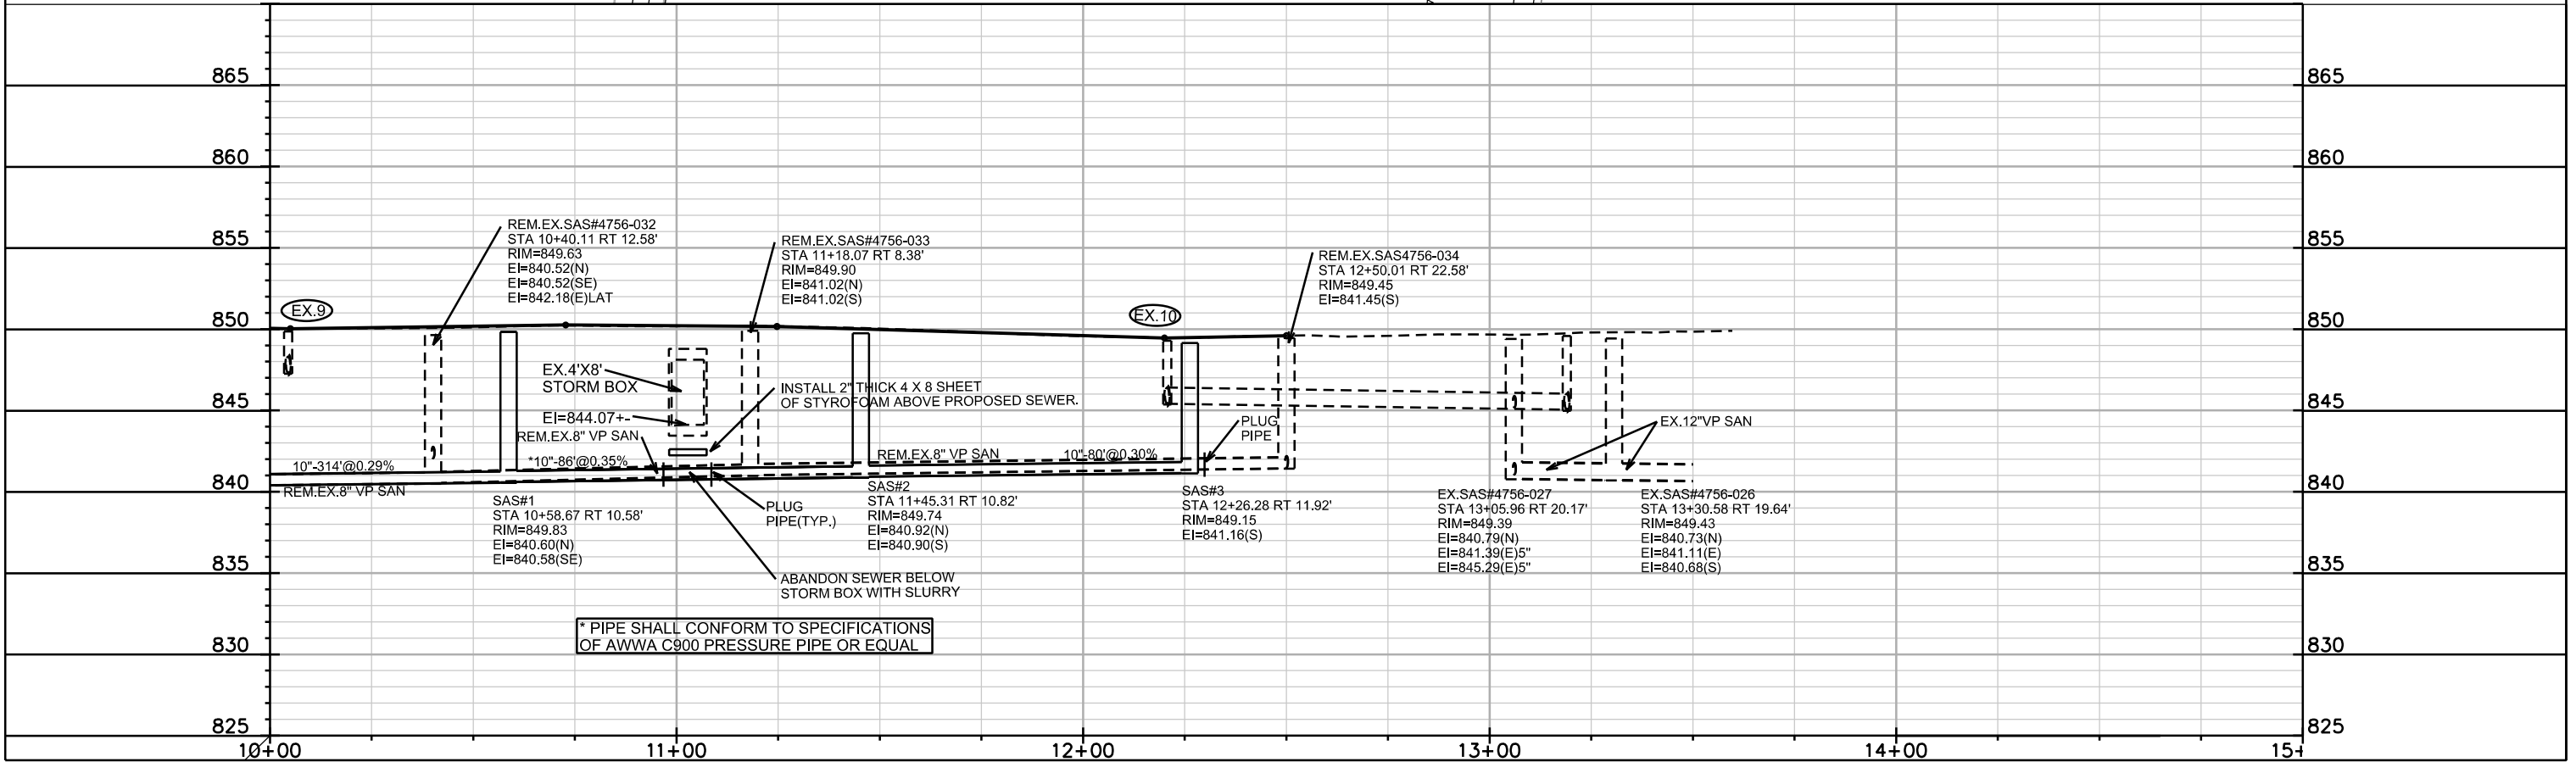 865
865
860
860
855
855
850
850
845
845
840
840
835
835
830
830
825
825
10+00
11+00
12+00
13+00
14+00
15+
EX.9
REM.EX.SAS#4756-032
STA 10+40.11 RT 12.58'
RIM=849.63
EI=840.52(N)
EI=840.52(SE)
EI=842.18(E)LAT
REM.EX.SAS#4756-033
STA 11+18.07 RT 8.38'
RIM=849.90
EI=841.02(N)
EI=841.02(S)
EX.10
REM.EX.SAS4756-034
STA 12+50.01 RT 22.58'
RIM=849.45
EI=841.45(S)
EX.4'X8'
STORM BOX
EI=844.07+-
REM.EX.8" VP SAN
INSTALL 2" THICK 4 X 8 SHEET
OF STYROFOAM ABOVE PROPOSED SEWER.
PLUG
PIPE
EX.12"VP SAN
10"-314'@0.29%
*10"-86'@0.35%
REM.EX.8" VP SAN
10"-80'@0.30%
REM.EX.8" VP SAN
SAS#1
STA 10+58.67 RT 10.58'
RIM=849.83
EI=840.60(N)
EI=840.58(SE)
PLUG
PIPE(TYP.)
SAS#2
STA 11+45.31 RT 10.82'
RIM=849.74
EI=840.92(N)
EI=840.90(S)
SAS#3
STA 12+26.28 RT 11.92'
RIM=849.15
EI=841.16(S)
EX.SAS#4756-027
STA 13+05.96 RT 20.17'
RIM=849.39
EI=840.79(N)
EI=841.39(E)5"
EI=845.29(E)5"
EX.SAS#4756-026
STA 13+30.58 RT 19.64'
RIM=849.43
EI=840.73(N)
EI=841.11(E)
EI=840.68(S)
ABANDON SEWER BELOW
STORM BOX WITH SLURRY
* PIPE SHALL CONFORM TO SPECIFICATIONS
OF AWWA C900 PRESSURE PIPE OR EQUAL